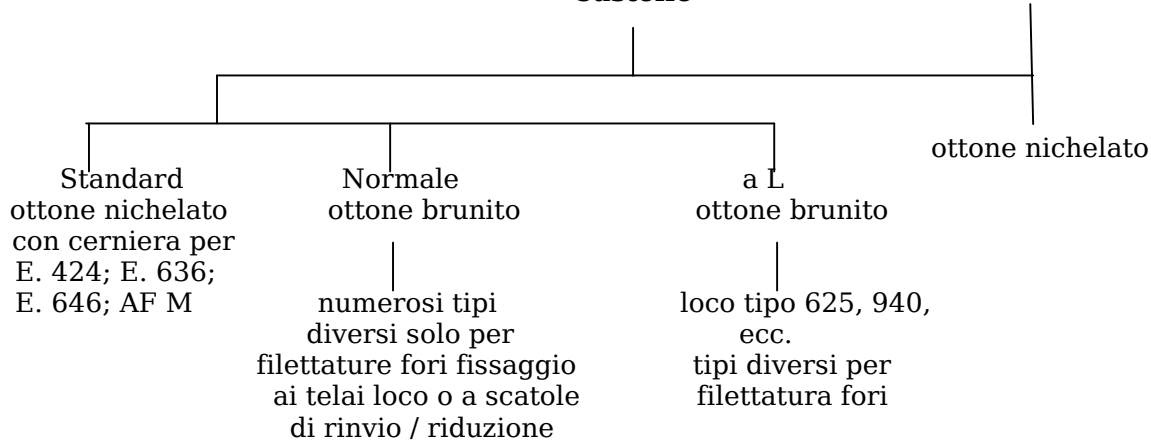 ottone nichelato
Standard
ottone nichelato
con cerniera per
E. 424; E. 636;
E. 646; AF M
Normale
ottone brunito
numerosi tipi
diversi solo per
filettature fori fissaggio
ai telai loco o a scatole
di rinvio / riduzione
a L
ottone brunito
loco tipo 625, 940,
ecc.
tipi diversi per
filettatura fori